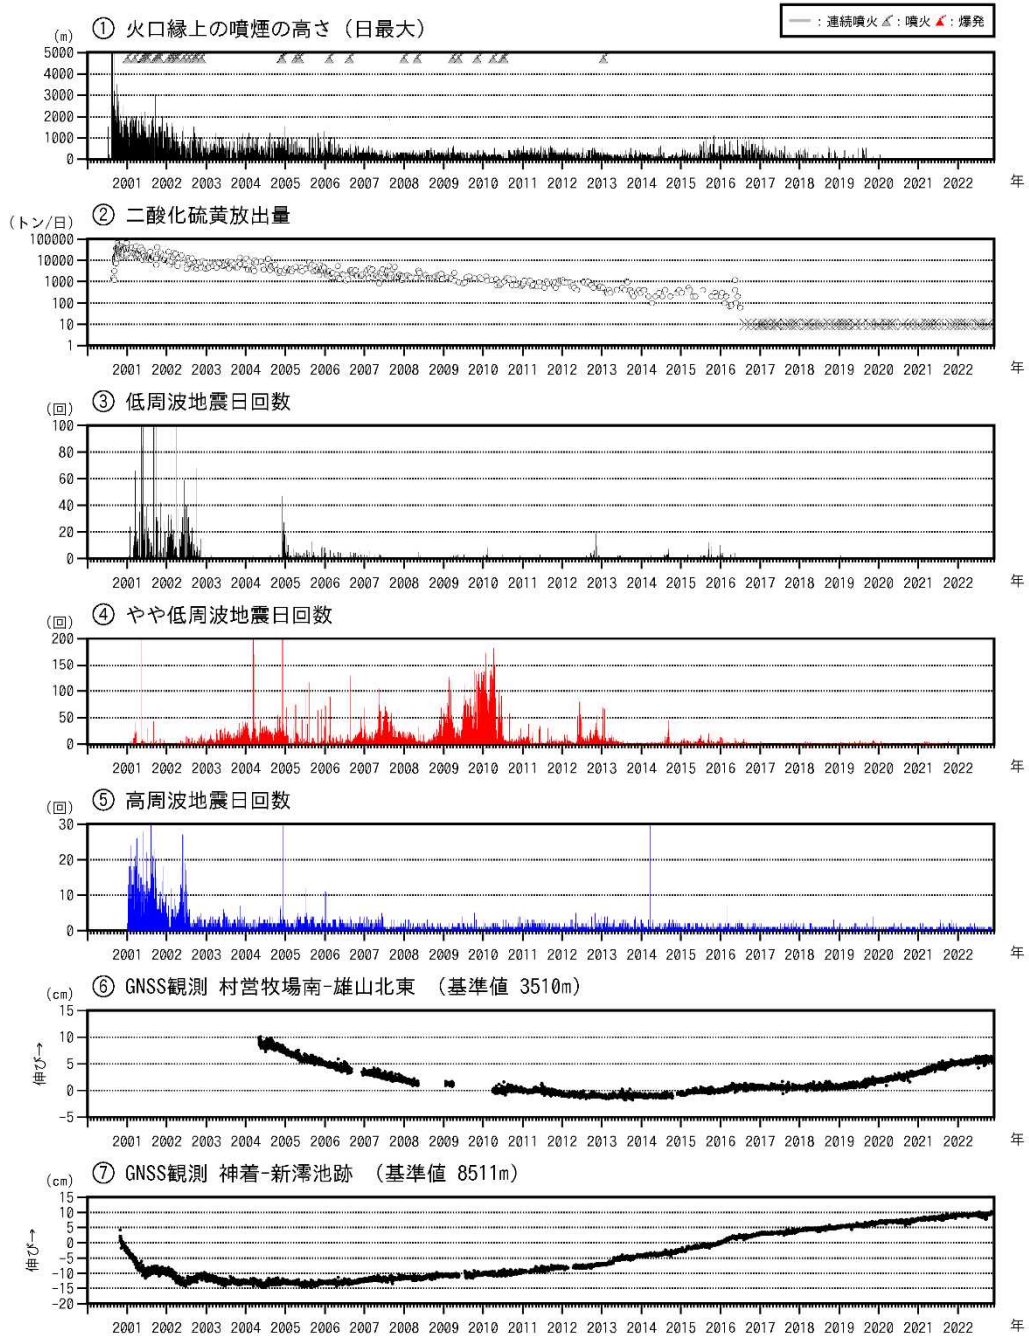 ― : 連続噴火 : 噴火 : 爆発
① 火口縁上の噴煙の高さ (日最大)
(m)
5000
4000
3000
2000
1000
0
2001 2002 2003 2004 2005 2006 2007 2008 2009 2010 2011 2012 2013 2014 2015 2016 2017 2018 2019 2020 2021 2022 年
② 二酸化硫黄放出量
(トン/日)
100000
10000
1000
100
10
1
2001 2002 2003 2004 2005 2006 2007 2008 2009 2010 2011 2012 2013 2014 2015 2016 2017 2018 2019 2020 2021 2022 年
③ 低周波地震日回数
(回)
100
80
60
40
20
0
2001 2002 2003 2004 2005 2006 2007 2008 2009 2010 2011 2012 2013 2014 2015 2016 2017 2018 2019 2020 2021 2022 年
④ やや低周波地震日回数
(回)
200
150
100
50
0
2001 2002 2003 2004 2005 2006 2007 2008 2009 2010 2011 2012 2013 2014 2015 2016 2017 2018 2019 2020 2021 2022 年
⑤ 高周波地震日回数
(回)
30
20
10
0
2001 2002 2003 2004 2005 2006 2007 2008 2009 2010 2011 2012 2013 2014 2015 2016 2017 2018 2019 2020 2021 2022 年
⑥ GNSS観測 村営牧場南-雄山北東 (基準値 3510m)
(cm)
15
10
5
0
-5
伸び→
2001 2002 2003 2004 2005 2006 2007 2008 2009 2010 2011 2012 2013 2014 2015 2016 2017 2018 2019 2020 2021 2022 年
⑦ GNSS観測 神着-新澪池跡 (基準値 8511m)
(cm)
15
10
5
0
-5
-10
-15
-20
伸び→
2001 2002 2003 2004 2005 2006 2007 2008 2009 2010 2011 2012 2013 2014 2015 2016 2017 2018 2019 2020 2021 2022 年